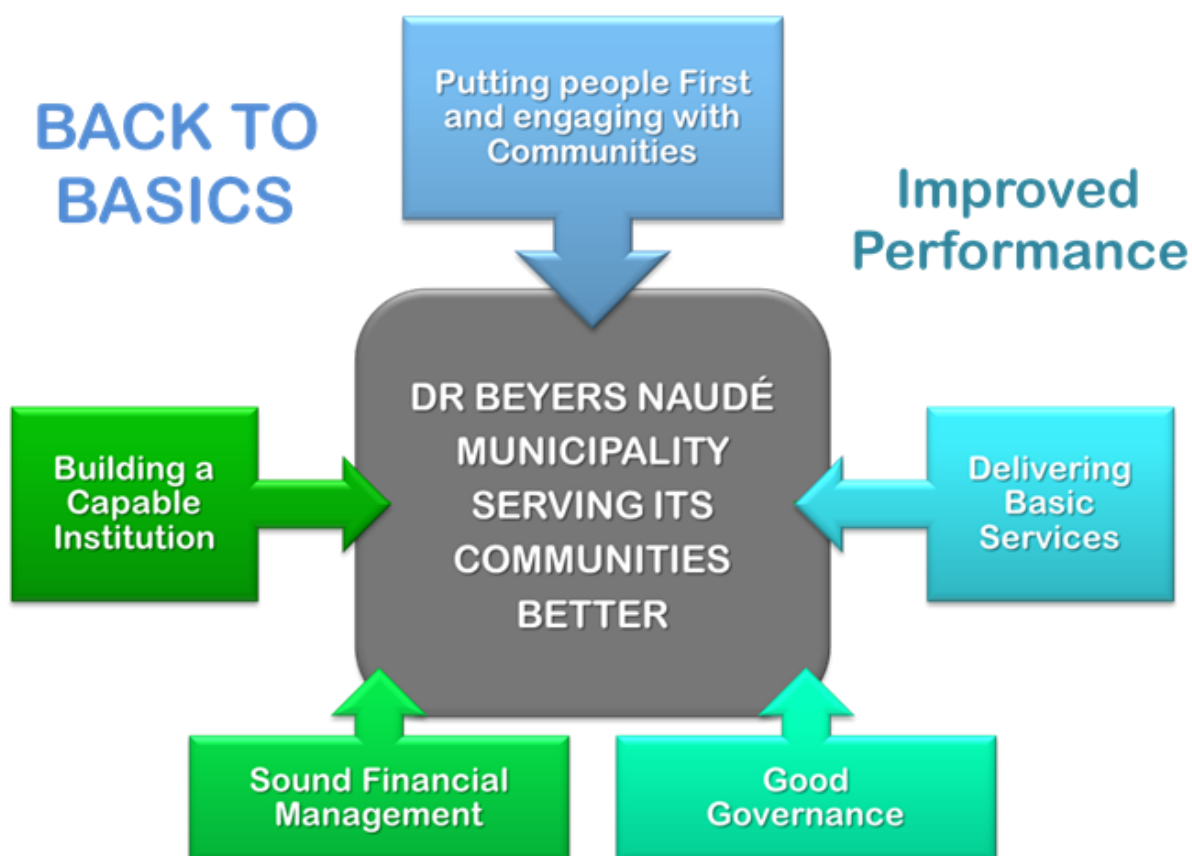 BACK TO
BASICS
Putting people First
and engaging with
Communities
Improved
Performance
Building a
Capable
Institution
DR BEYERS NAUDÉ
MUNICIPALITY
SERVING ITS
COMMUNITIES
BETTER
Delivering
Basic
Services
Sound Financial
Management
Good
Governance